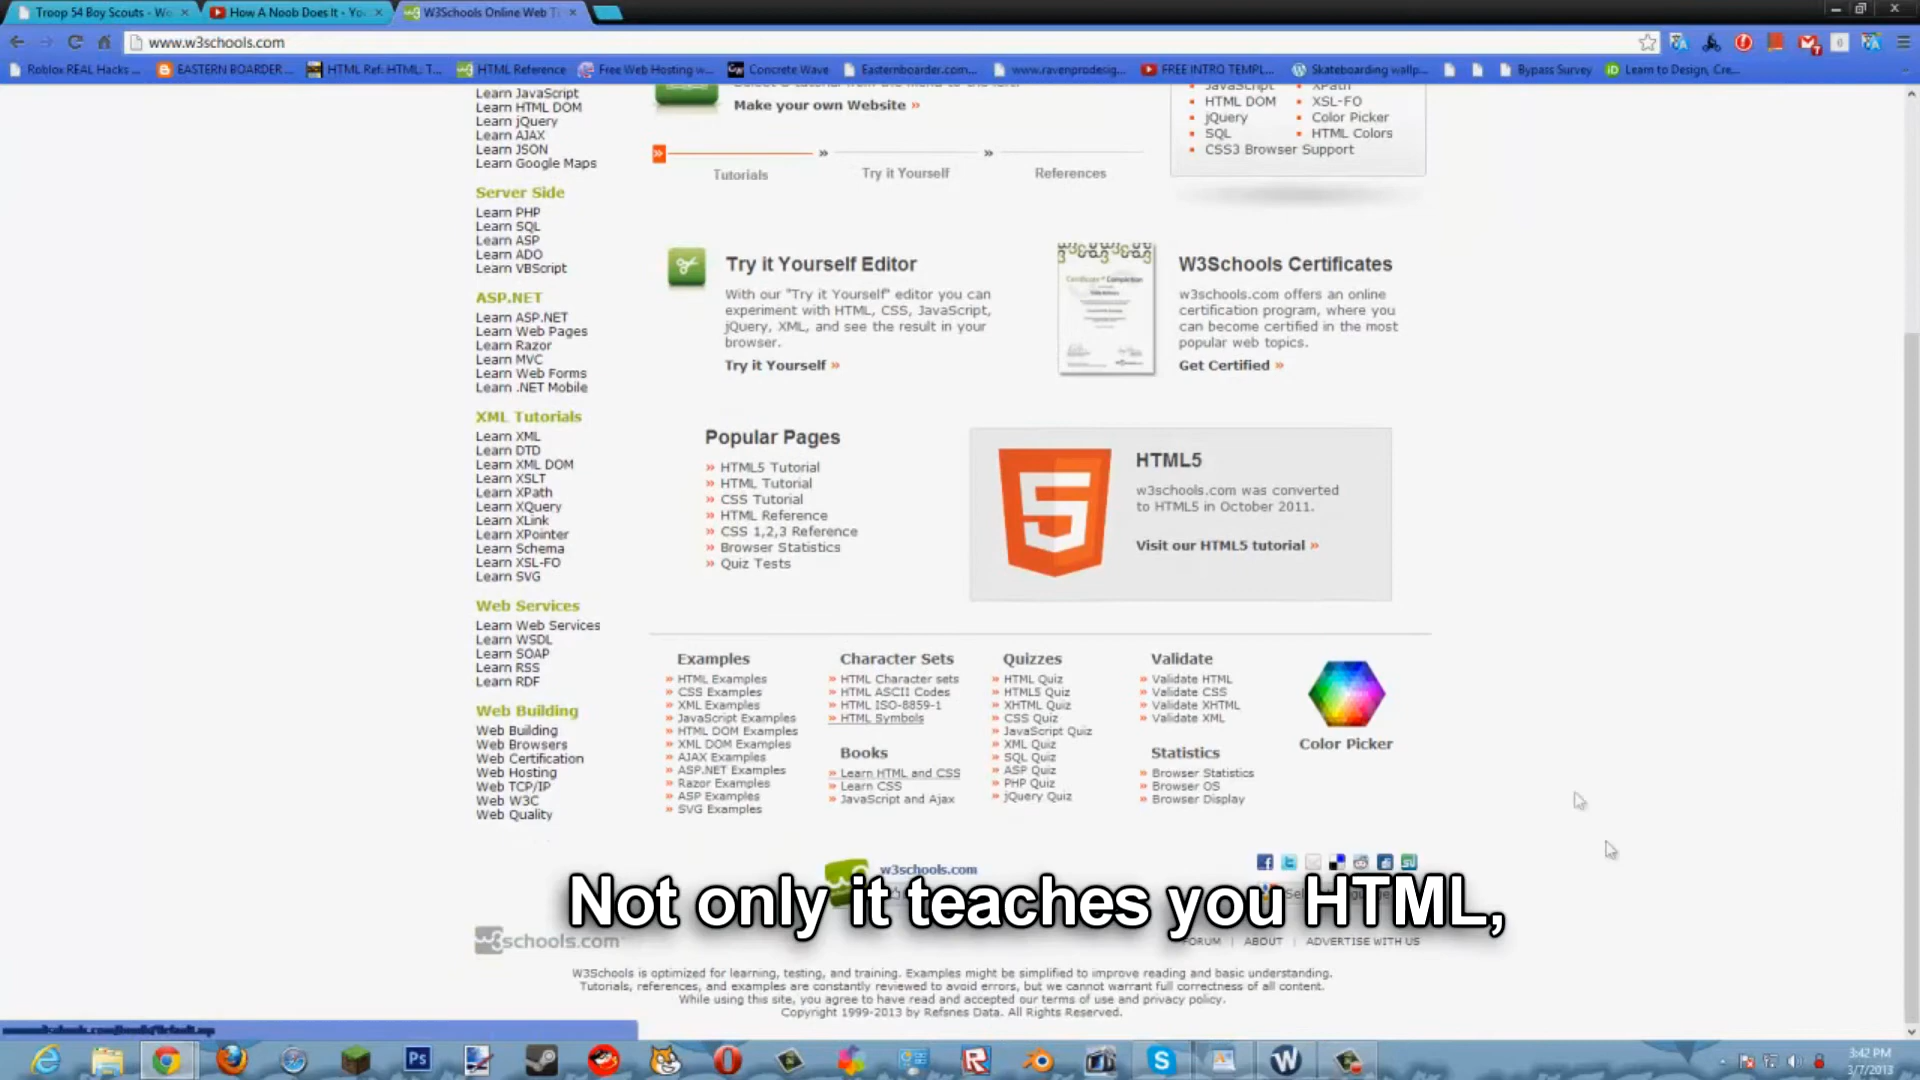 Troop 54 Boy Scouts - We
How A Noob Does It - You
W3Schools Online Web T
www.w3schools.com
Roblox REAL Hacks ...
EASTERN BOARDER ...
HTML Ref: HTML: T...
HTML Reference
Free Web Hosting w...
Concrete Wave
Easternboarder.com...
www.ravenprodesig...
FREE INTRO TEMPL...
Skateboarding wallp...
Bypass Survey
Learn to Design, Cre...
Learn JavaScript
Learn HTML DOM
Learn jQuery
Learn AJAX
Learn JSON
Learn Google Maps
Server Side
Learn PHP
Learn SQL
Learn ASP
Learn ADO
Learn VBScript
ASP.NET
Learn ASP.NET
Learn Web Pages
Learn Razor
Learn MVC
Learn Web Forms
Learn .NET Mobile
XML Tutorials
Learn XML
Learn DTD
Learn XML DOM
Learn XSLT
Learn XPath
Learn XQuery
Learn XLink
Learn XPointer
Learn Schema
Learn XSL-FO
Learn SVG
Web Services
Learn Web Services
Learn WSDL
Learn SOAP
Learn RSS
Learn RDF
Web Building
Web Building
Web Browsers
Web Certification
Web Hosting
Web TCP/IP
Web W3C
Web Quality
Make your own Website »
Tutorials » Try it Yourself » References
JavaScript
HTML DOM
jQuery
SQL
CSS3 Browser Support
XPath
XSL-FO
Color Picker
HTML Colors
Try it Yourself Editor
With our "Try it Yourself" editor you can
experiment with HTML, CSS, JavaScript,
jQuery, XML, and see the result in your
browser.
Try it Yourself »
W3Schools Certificates
w3schools.com offers an online
certification program, where you
can become certified in the most
popular web topics.
Get Certified »
Popular Pages
» HTML5 Tutorial
» HTML Tutorial
» CSS Tutorial
» HTML Reference
» CSS 1,2,3 Reference
» Browser Statistics
» Quiz Tests
HTML5
w3schools.com was converted
to HTML5 in October 2011.
Visit our HTML5 tutorial »
Examples
» HTML Examples
» CSS Examples
» XML Examples
» JavaScript Examples
» HTML DOM Examples
» XML DOM Examples
» AJAX Examples
» ASP.NET Examples
» Razor Examples
» ASP Examples
» SVG Examples
Character Sets
» HTML Character sets
» HTML ASCII Codes
» HTML ISO-8859-1
» HTML Symbols
Books
» Learn HTML and CSS
» Learn CSS
» JavaScript and Ajax
Quizzes
» HTML Quiz
» HTML5 Quiz
» XHTML Quiz
» CSS Quiz
» JavaScript Quiz
» XML Quiz
» SQL Quiz
» ASP Quiz
» PHP Quiz
» jQuery Quiz
Validate
» Validate HTML
» Validate CSS
» Validate XHTML
» Validate XML
Statistics
» Browser Statistics
» Browser OS
» Browser Display
Color Picker
w3schools.com
Not only it teaches you HTML,
w3schools.com
FORUM | ABOUT | ADVERTISE WITH US
W3Schools is optimized for learning, testing, and training. Examples might be simplified to improve reading and basic understanding.
Tutorials, references, and examples are constantly reviewed to avoid errors, but we cannot warrant full correctness of all content.
While using this site, you agree to have read and accepted our terms of use and privacy policy.
Copyright 1999-2013 by Refsnes Data. All Rights Reserved.
3:42 PM
3/7/2013